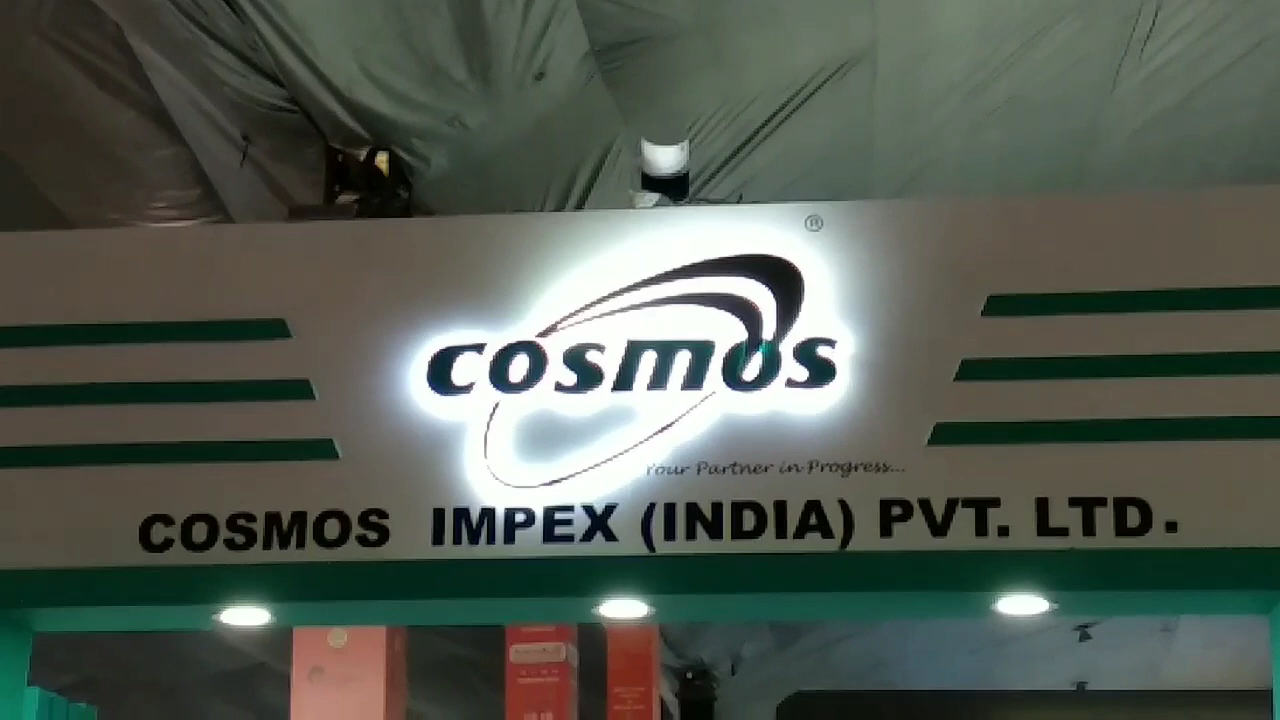 ®
cosmos
Your Partner in Progress...
COSMOS IMPEX (INDIA) PVT. LTD.